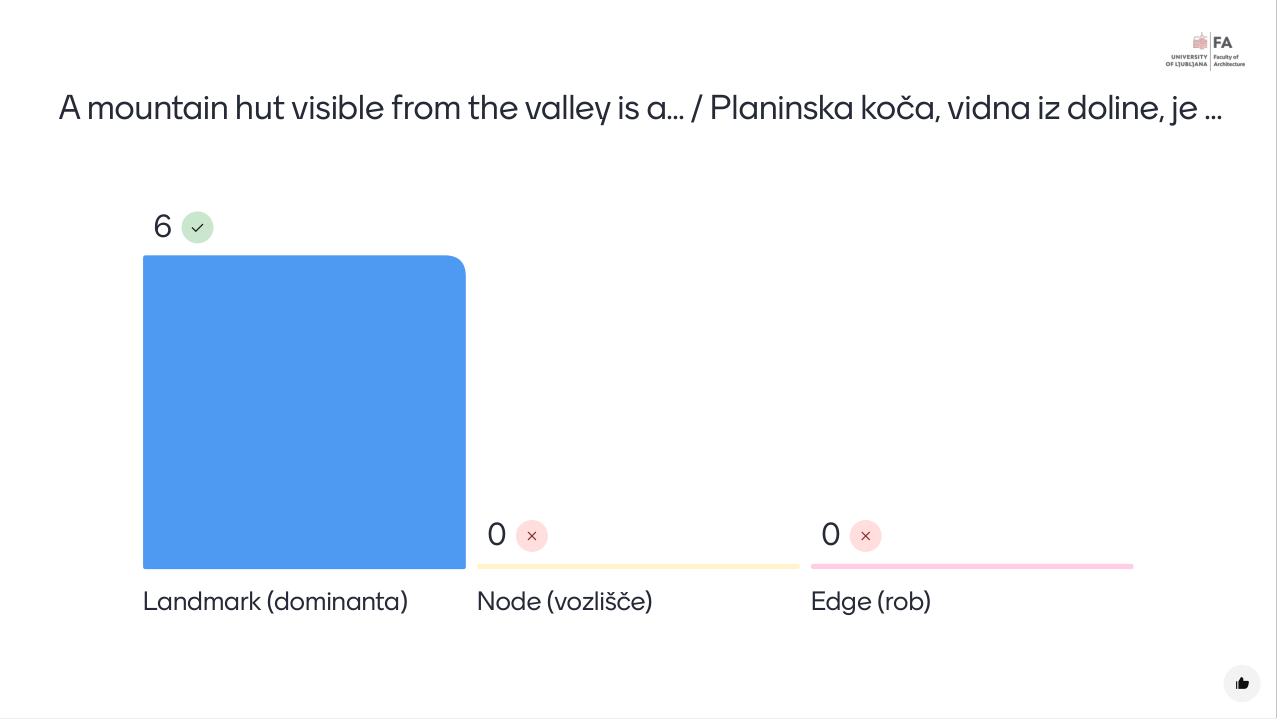 FA
UNIVERSITY
OF LJUBLJANA
Faculty of
Architecture
A mountain hut visible from the valley is a... / Planinska koča, vidna iz doline, je ...
6
0
0
Landmark (dominanta)
Node (vozlišče)
Edge (rob)